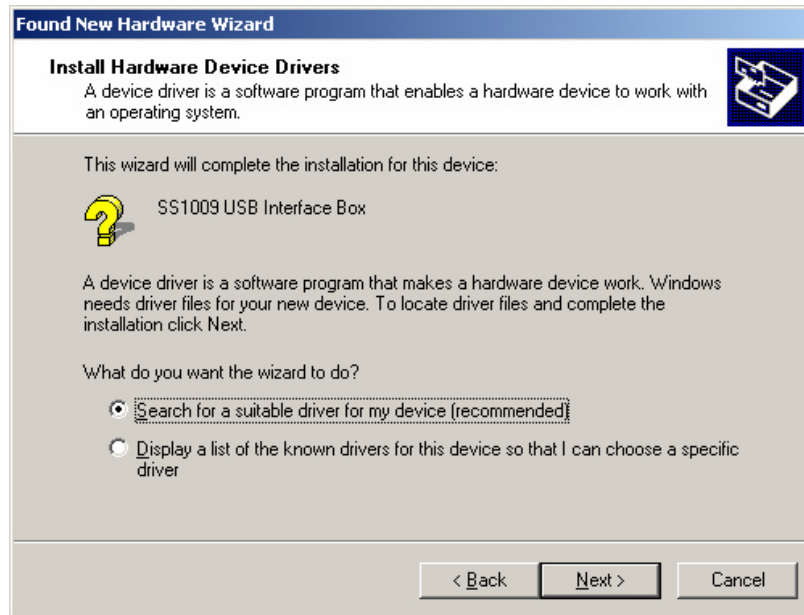 Found New Hardware Wizard
Install Hardware Device Drivers
A device driver is a software program that enables a hardware device to work with
an operating system.
This wizard will complete the installation for this device:
SS1009 USB Interface Box
A device driver is a software program that makes a hardware device work. Windows
needs driver files for your new device. To locate driver files and complete the
installation click Next.
What do you want the wizard to do?
Search for a suitable driver for my device (recommended)
Display a list of the known drivers for this device so that I can choose a specific
driver
< Back Next > Cancel